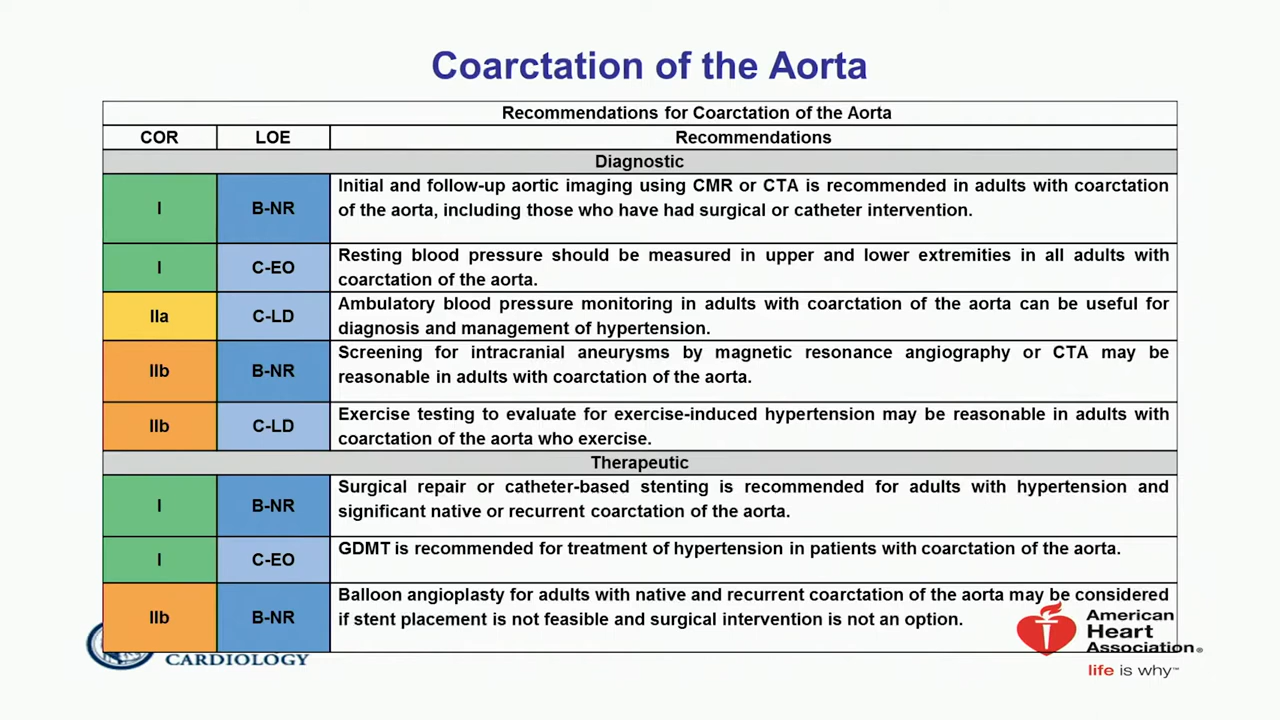 Coarctation of the Aorta
Recommendations for Coarctation of the Aorta
COR LOE Recommendations
Diagnostic
I B-NR Initial and follow-up aortic imaging using CMR or CTA is recommended in adults with coarctation
of the aorta, including those who have had surgical or catheter intervention.
I C-EO Resting blood pressure should be measured in upper and lower extremities in all adults with
coarctation of the aorta.
IIa C-LD Ambulatory blood pressure monitoring in adults with coarctation of the aorta can be useful for
diagnosis and management of hypertension.
IIb B-NR Screening for intracranial aneurysms by magnetic resonance angiography or CTA may be
reasonable in adults with coarctation of the aorta.
IIb C-LD Exercise testing to evaluate for exercise-induced hypertension may be reasonable in adults with
coarctation of the aorta who exercise.
Therapeutic
I B-NR Surgical repair or catheter-based stenting is recommended for adults with hypertension and
significant native or recurrent coarctation of the aorta.
I C-EO GDMT is recommended for treatment of hypertension in patients with coarctation of the aorta.
IIb B-NR Balloon angioplasty for adults with native and recurrent coarctation of the aorta may be considered
if stent placement is not feasible and surgical intervention is not an option.
CARDIOLOGY
American
Heart
Association®
life is why™